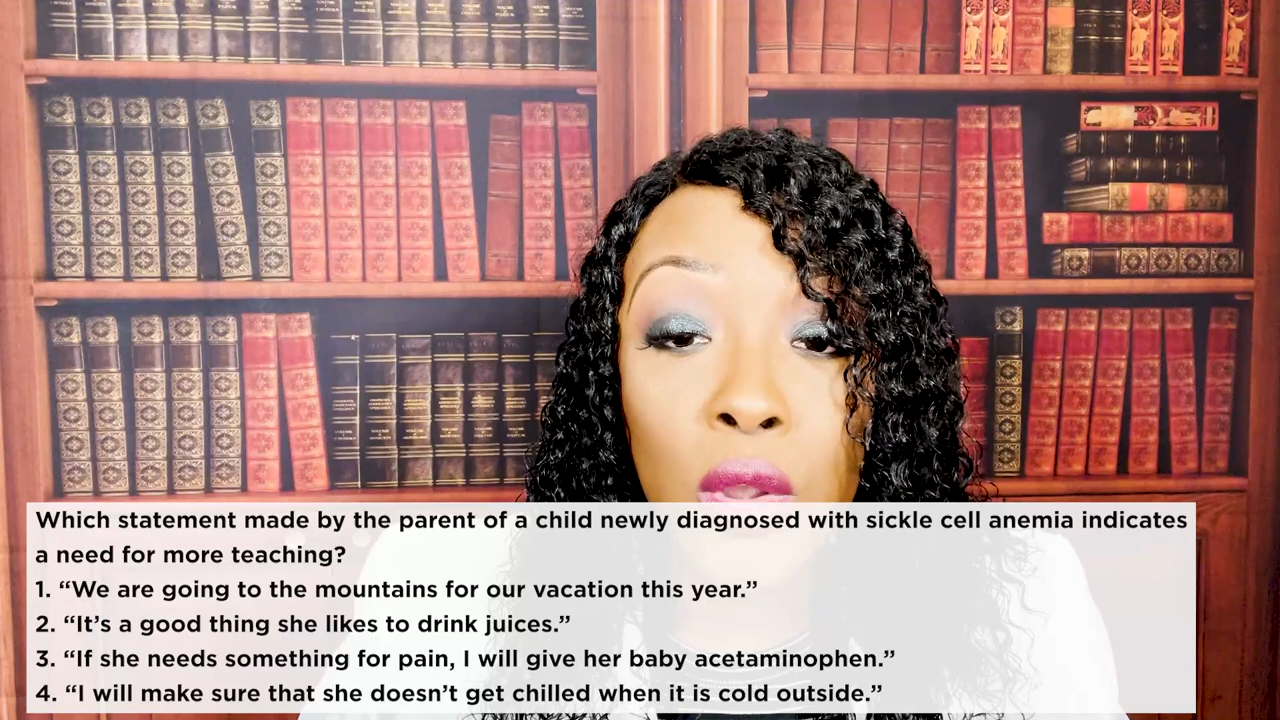 Which statement made by the parent of a child newly diagnosed with sickle cell anemia indicates
a need for more teaching?
1. “We are going to the mountains for our vacation this year.”
2. “It’s a good thing she likes to drink juices.”
3. “If she needs something for pain, I will give her baby acetaminophen.”
4. “I will make sure that she doesn’t get chilled when it is cold outside.”